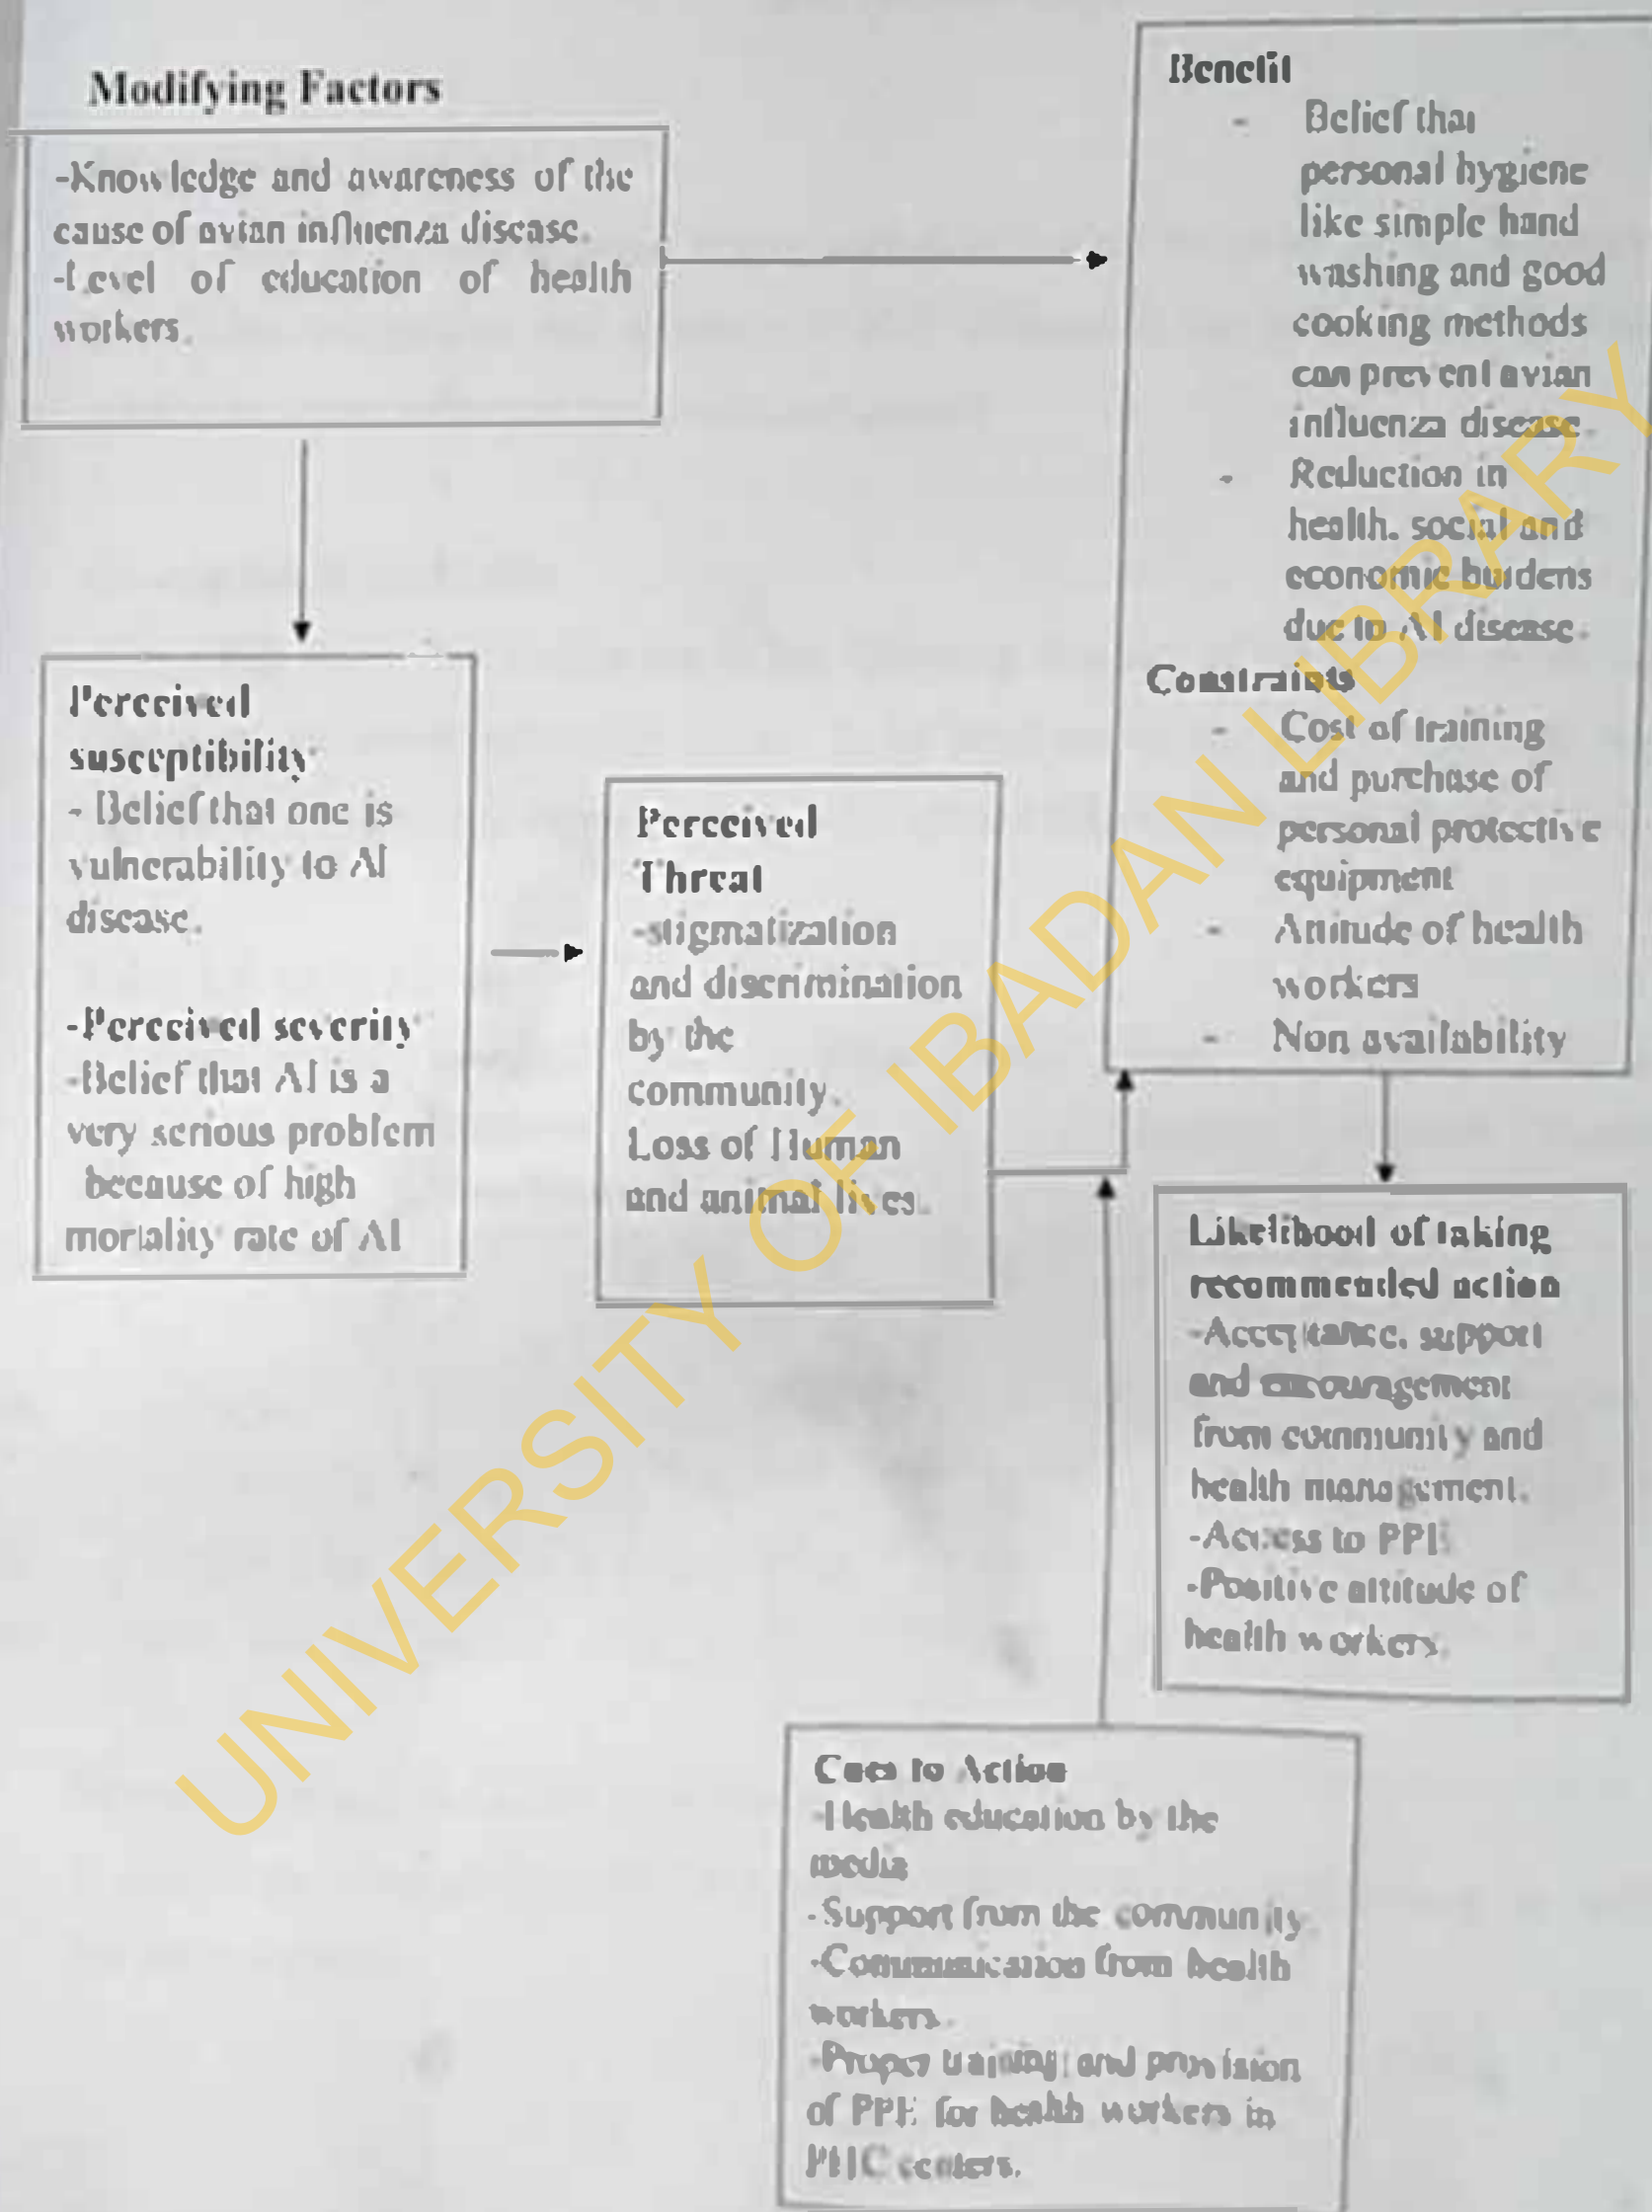 Modifying Factors
-Knowledge and awareness of the
cause of avian influenza disease.
-Level of education of health
workers.
Perceived
susceptibility
- Belief that one is
vulnerability to AI
disease.
-Perceived severity
-Belief that AI is a
very serious problem
because of high
mortality rate of AI
Perceived
Threat
-stigmatization
and discrimination
by the
community.
Loss of Human
and animal lives.
Benefit
- Belief that
personal hygiene
like simple hand
washing and good
cooking methods
can prevent avian
influenza disease.
- Reduction in
health, social and
economic burdens
due to AI disease.
Constraints
- Cost of training
and purchase of
personal protective
equipment
- Attitude of health
workers
- Non availability
Likelihood of taking
recommended action
-Acceptance, support
and encouragement
from community and
health management.
-Access to PPE
-Positive attitude of
health workers.
Cues to Action
-Health education by the
media
-Support from the community.
-Communication from health
workers.
-Proper training and provision
of PPE for health workers in
PHC centers.
UNIVERSITY OF IBADAN LIBRARY